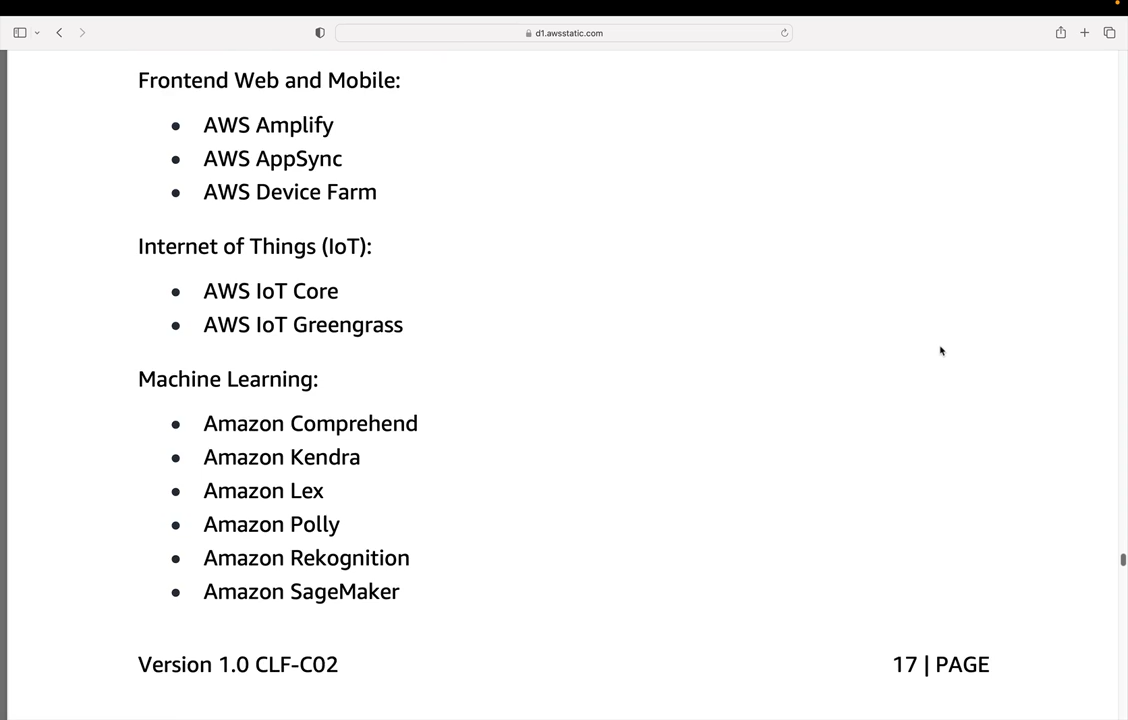 d1.awsstatic.com
Frontend Web and Mobile:
• AWS Amplify
• AWS AppSync
• AWS Device Farm
Internet of Things (IoT):
• AWS IoT Core
• AWS IoT Greengrass
Machine Learning:
• Amazon Comprehend
• Amazon Kendra
• Amazon Lex
• Amazon Polly
• Amazon Rekognition
• Amazon SageMaker
Version 1.0 CLF-C02 17 | PAGE